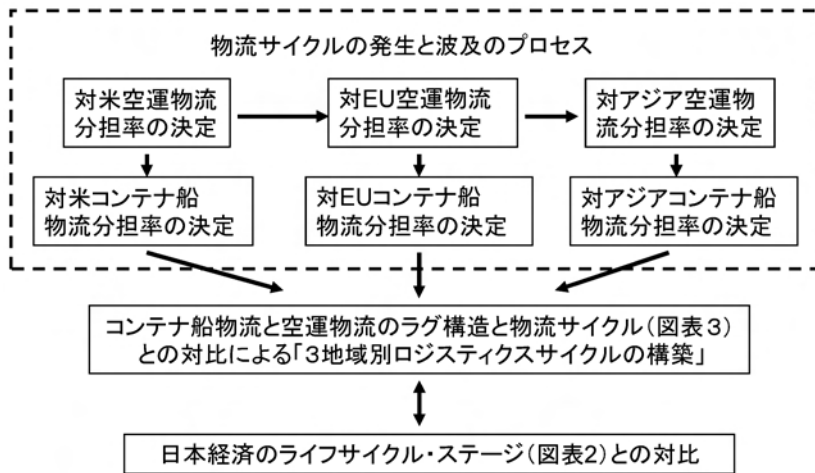 物流サイクルの発生と波及のプロセス
対米空運物流
分担率の決定
対EU空運物流
分担率の決定
対アジア空運物
流分担率の決定
対米コンテナ船
物流分担率の決定
対EUコンテナ船
物流分担率の決定
対アジアコンテナ船
物流分担率の決定
コンテナ船物流と空運物流のラグ構造と物流サイクル(図表3)
との対比による「3地域別ロジスティクスサイクルの構築」
日本経済のライフサイクル・ステージ(図表2)との対比